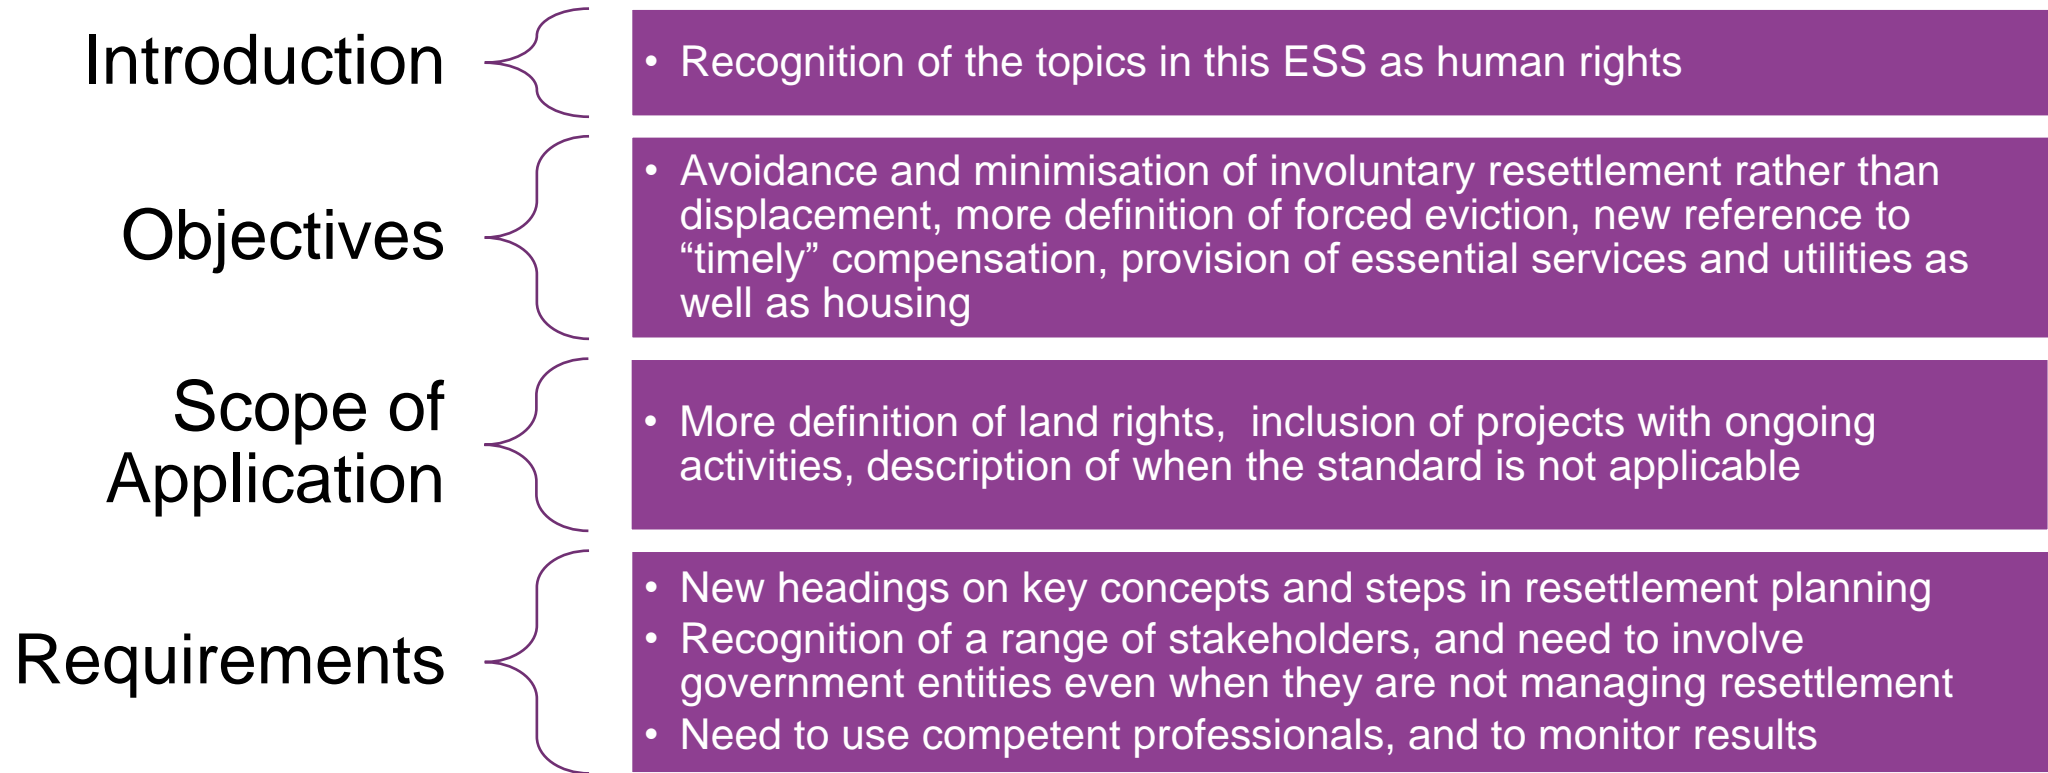 Introduction
• Recognition of the topics in this ESS as human rights
Objectives
• Avoidance and minimisation of involuntary resettlement rather than
displacement, more definition of forced eviction, new reference to
“timely” compensation, provision of essential services and utilities as
well as housing
Scope of
Application
• More definition of land rights,  inclusion of projects with ongoing
activities, description of when the standard is not applicable
Requirements
• New headings on key concepts and steps in resettlement planning
• Recognition of a range of stakeholders, and need to involve
government entities even when they are not managing resettlement
• Need to use competent professionals, and to monitor results